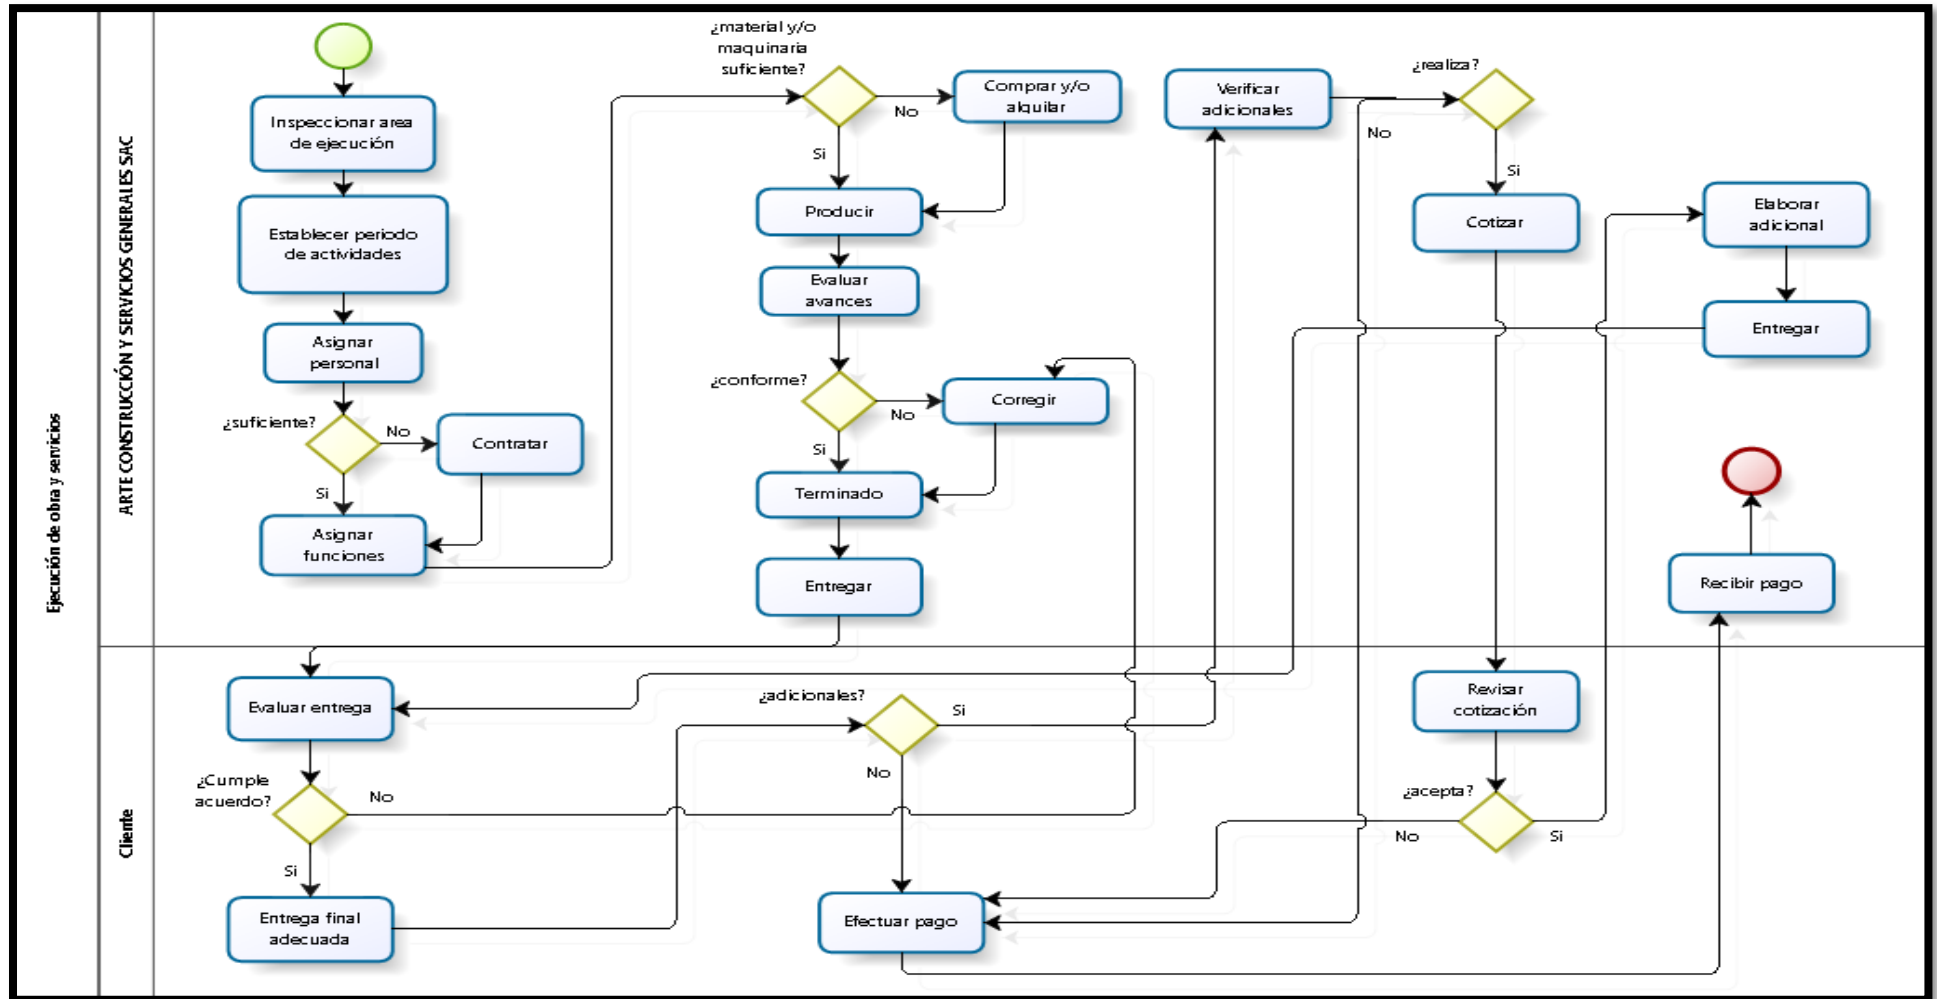 Ejecución de obra y servicios
ARTE CONSTRUCCIÓN Y SERVICIOS GENERALES SAC
Inspeccionar area
de ejecución
Establecer periodo
de actividades
Asignar
personal
¿suficiente?
No
Contratar
Si
Asignar
funciones
¿material y/o
maquinaria
suficiente?
No
Comprar y/o
alquilar
Si
Producir
Evaluar
avances
¿conforme?
No
Corregir
Si
Terminado
Entregar
Verificar
adicionales
¿realiza?
No
Si
Cotizar
Elaborar
adicional
Entregar
Recibir pago
Cliente
Evaluar entrega
¿Cumple
acuerdo?
No
Si
Entrega final
adecuada
¿adicionales?
Si
No
Efectuar pago
Revisar
cotización
¿acepta?
No
Si